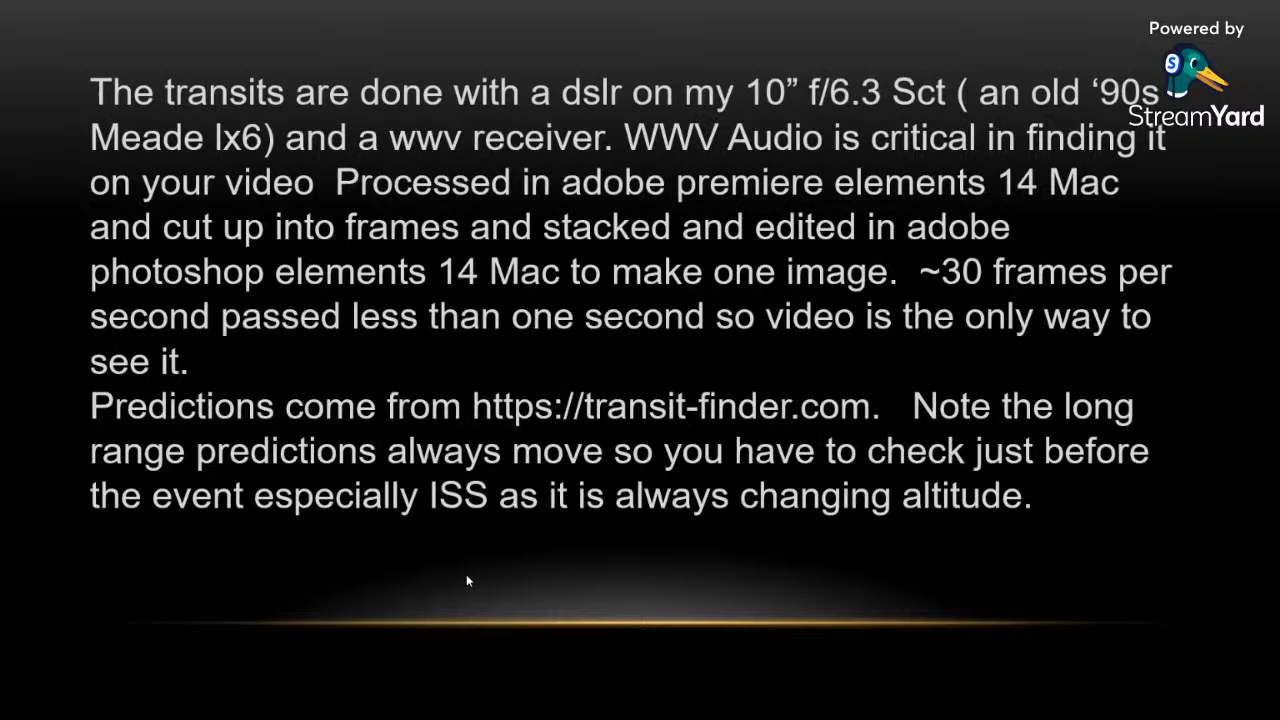 Powered by
StreamYard
The transits are done with a dslr on my 10” f/6.3 Sct ( an old ‘90s
Meade lx6) and a wwv receiver. WWV Audio is critical in finding it
on your video  Processed in adobe premiere elements 14 Mac
and cut up into frames and stacked and edited in adobe
photoshop elements 14 Mac to make one image.  ~30 frames per
second passed less than one second so video is the only way to
see it.
Predictions come from https://transit-finder.com.   Note the long
range predictions always move so you have to check just before
the event especially ISS as it is always changing altitude.